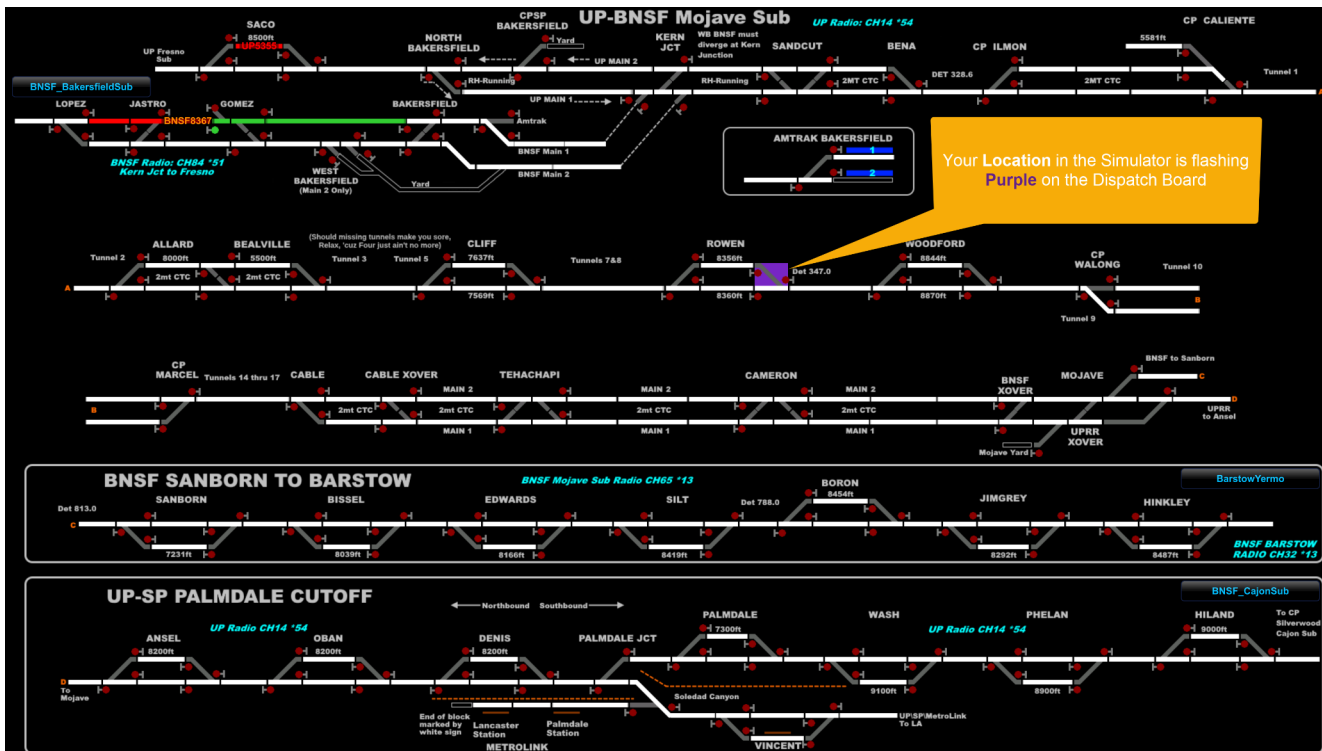 UP-BNSF Mojave Sub
UP Radio: CH14 *54
SACO
8500ft
UP5355
UP Fresno
Sub
NORTH
BAKERSFIELD
CPSP
BAKERSFIELD
Yard
UP MAIN 2
RH-Running
UP MAIN 1
KERN
JCT
WB BNSF must
diverge at Kern
Junction
RH-Running
SANDCUT
2MT CTC
BENA
DET 328.6
CP ILMON
2MT CTC
CP CALIENTE
5581ft
Tunnel 1
A
BNSF_BakersfieldSub
LOPEZ
JASTRO
BNSF8367
GOMEZ
BAKERSFIELD
Amtrak
BNSF Main 1
BNSF Main 2
BNSF Radio: CH84 *51
Kern Jct to Fresno
WEST
BAKERSFIELD
(Main 2 Only)
Yard
AMTRAK BAKERSFIELD
1
2
Your Location in the Simulator is flashing
Purple on the Dispatch Board
A
Tunnel 2
ALLARD
8000ft
2mt CTC
BEALVILLE
5500ft
2mt CTC
(Should missing tunnels make you sore,
Relax, 'cuz Four just ain't no more)
Tunnel 3
Tunnel 5
CLIFF
7637ft
7569ft
Tunnels 7&8
ROWEN
8356ft
8360ft
Det 347.0
WOODFORD
8844ft
8870ft
CP
WALONG
Tunnel 10
B
Tunnel 9
B
CP
MARCEL
Tunnels 14 thru 17
CABLE
2mt CTC
CABLE XOVER
MAIN 2
2mt CTC
MAIN 1
TEHACHAPI
MAIN 2
2mt CTC
MAIN 1
CAMERON
MAIN 2
2mt CTC
MAIN 1
BNSF
XOVER
MOJAVE
BNSF to Sanborn
C
D
UPRR
to Ansel
UPRR
XOVER
Mojave Yard
BNSF SANBORN TO BARSTOW
BNSF Mojave Sub Radio CH65 *13
BarstowYermo
Det 813.0
C
SANBORN
7231ft
BISSEL
8039ft
EDWARDS
8166ft
SILT
8419ft
Det 788.0
BORON
8454ft
JIMGREY
8292ft
HINKLEY
8487ft
BNSF BARSTOW
RADIO CH32 *13
UP-SP PALMDALE CUTOFF
BNSF_CajonSub
Northbound Southbound
UP Radio CH14 *54
UP Radio CH14 *54
D
To
Mojave
ANSEL
8200ft
OBAN
8200ft
DENIS
8200ft
PALMDALE JCT
PALMDALE
7300ft
WASH
9100ft
PHELAN
8900ft
HILAND
9000ft
To CP
Silverwood
Cajon Sub
End of block
marked by
white sign
Lancaster
Station
Palmdale
Station
METROLINK
Soledad Canyon
VINCENT
UP\SP\MetroLink
To LA